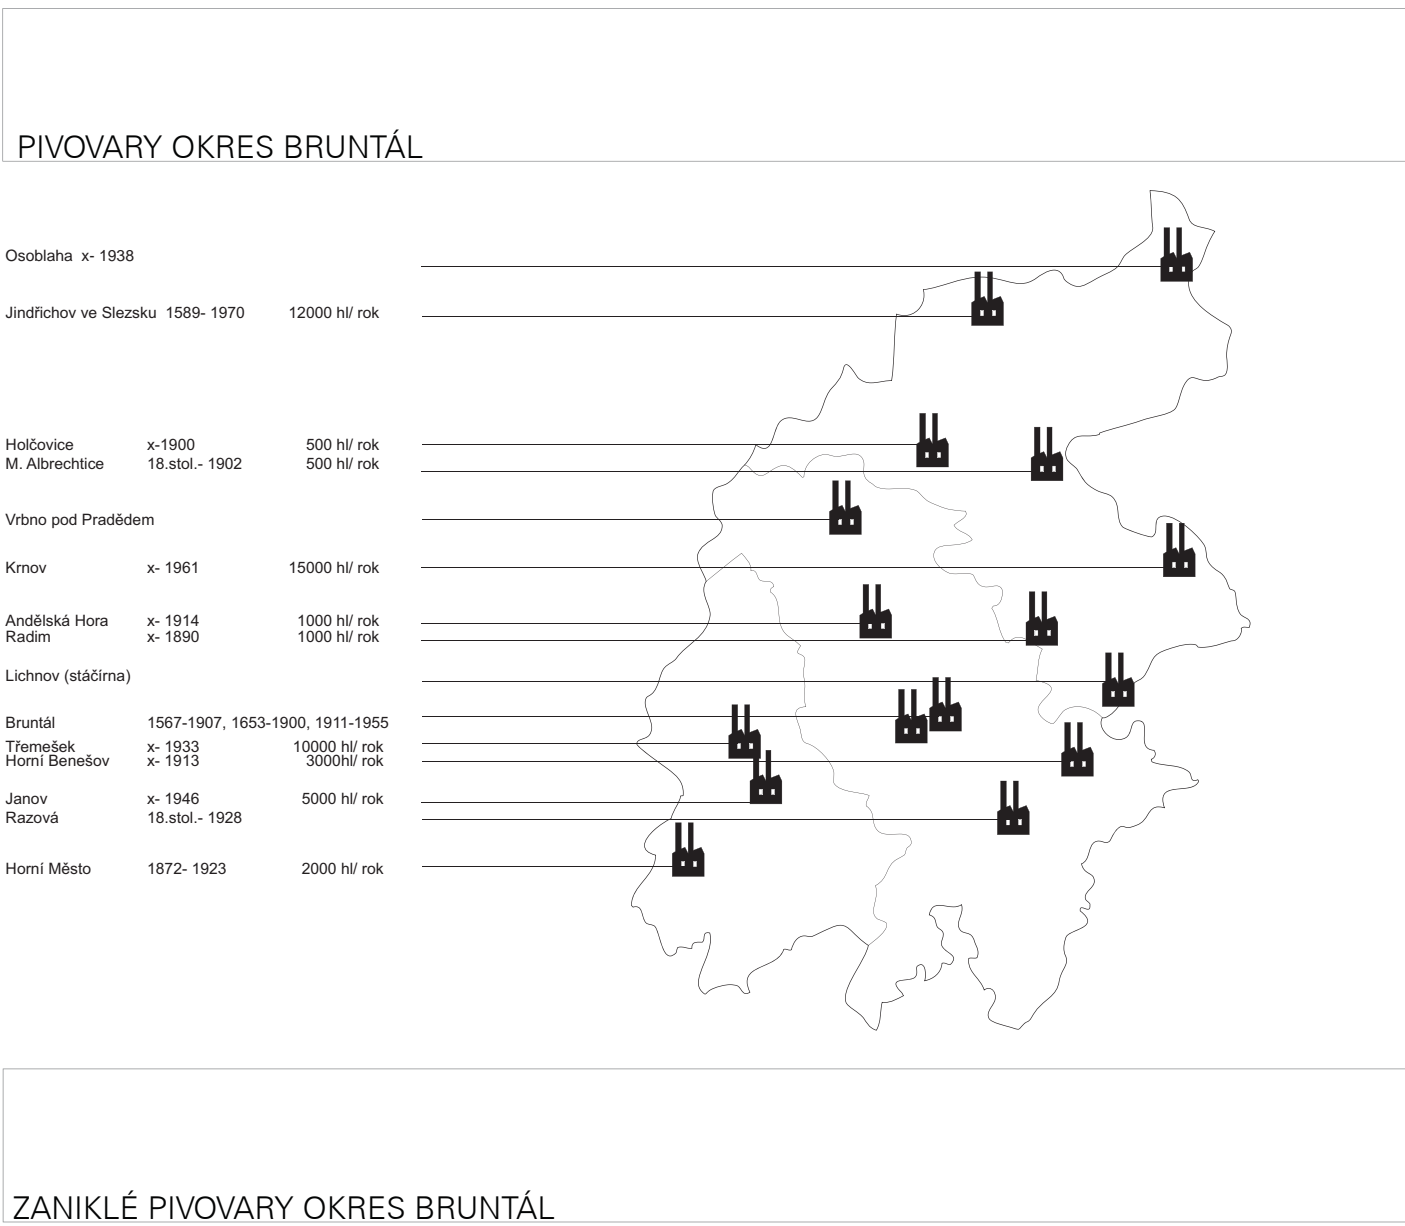 PIVOVARY OKRES BRUNTÁL
Osoblaha x- 1938
Jindřichov ve Slezsku 1589- 1970 12000 hl/ rok
Holčovice x-1900 500 hl/ rok
M. Albrechtice 18.stol.- 1902 500 hl/ rok
Vrbno pod Pradědem
Krnov x- 1961 15000 hl/ rok
Andělská Hora x- 1914 1000 hl/ rok
Radim x- 1890 1000 hl/ rok
Lichnov (stáčírna)
Bruntál 1567-1907, 1653-1900, 1911-1955
Třemešek x- 1933 10000 hl/ rok
Horní Benešov x- 1913 3000hl/ rok
Janov x- 1946 5000 hl/ rok
Razová 18.stol.- 1928
Horní Město 1872- 1923 2000 hl/ rok
ZANIKLÉ PIVOVARY OKRES BRUNTÁL